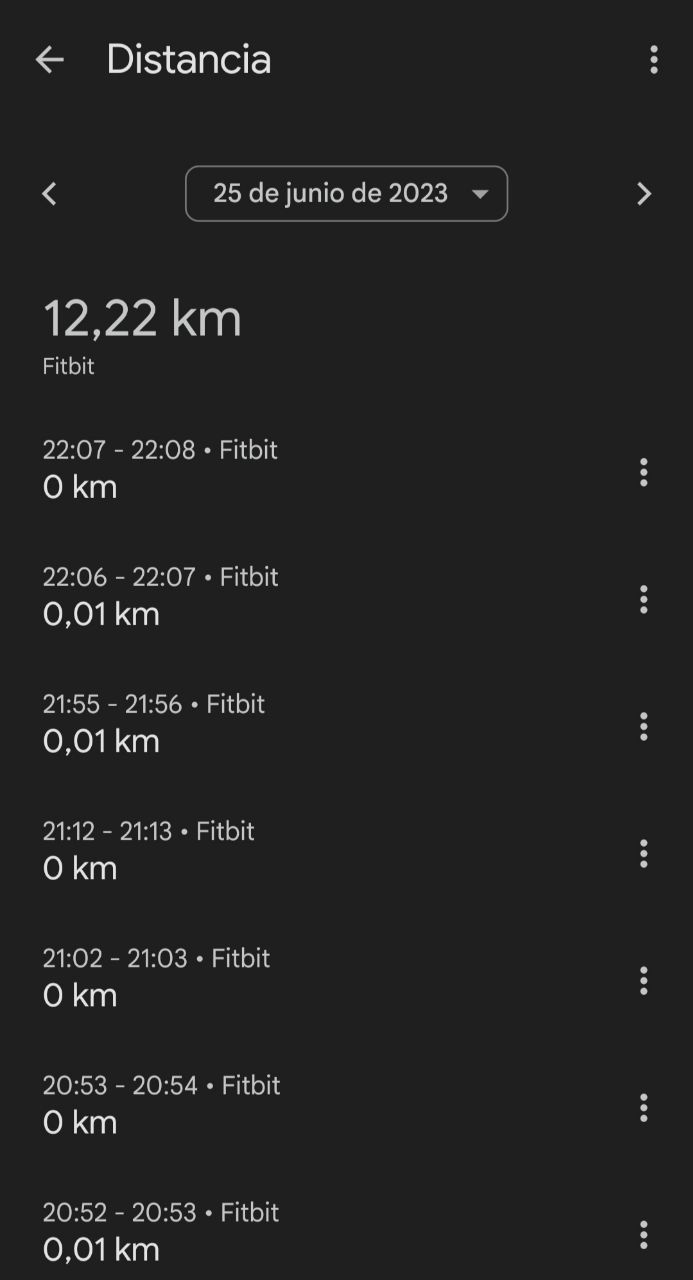 Distancia
25 de junio de 2023
12,22 km
Fitbit
22:07 - 22:08 • Fitbit
0 km
22:06 - 22:07 • Fitbit
0,01 km
21:55 - 21:56 • Fitbit
0,01 km
21:12 - 21:13 • Fitbit
0 km
21:02 - 21:03 • Fitbit
0 km
20:53 - 20:54 • Fitbit
0 km
20:52 - 20:53 • Fitbit
0,01 km